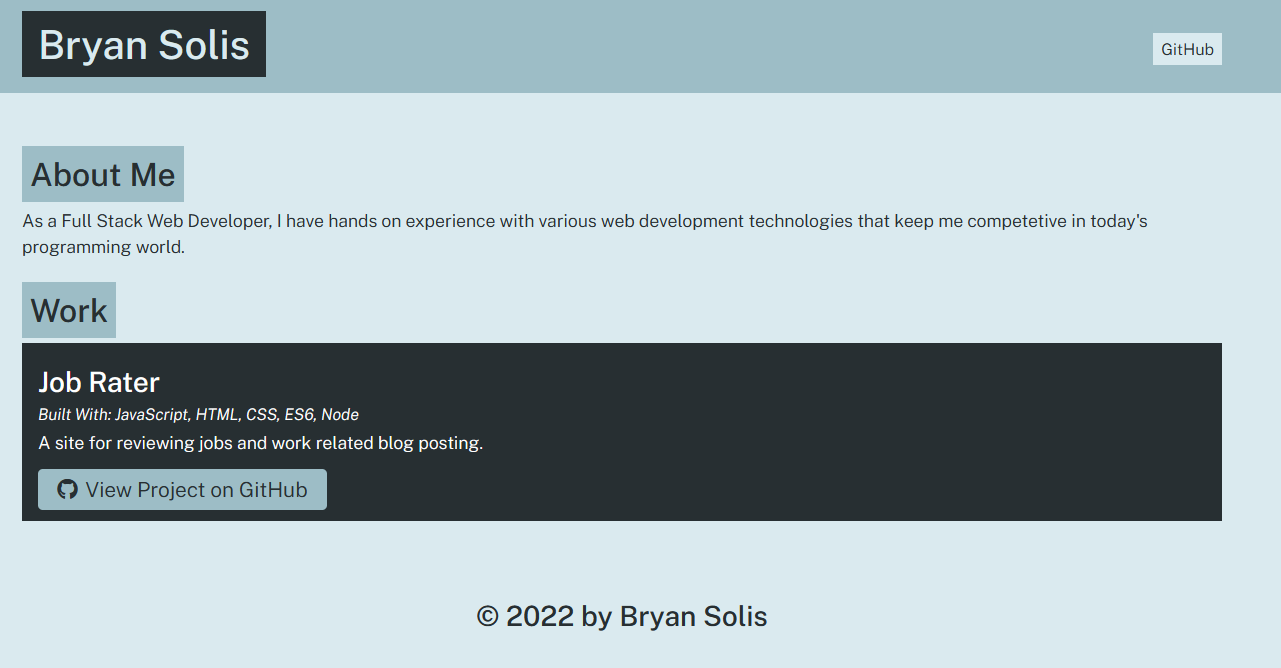 Bryan Solis
GitHub
About Me
As a Full Stack Web Developer, I have hands on experience with various web development technologies that keep me competetive in today's
programming world.
Work
Job Rater
Built With: JavaScript, HTML, CSS, ES6, Node
A site for reviewing jobs and work related blog posting.
View Project on GitHub
© 2022 by Bryan Solis